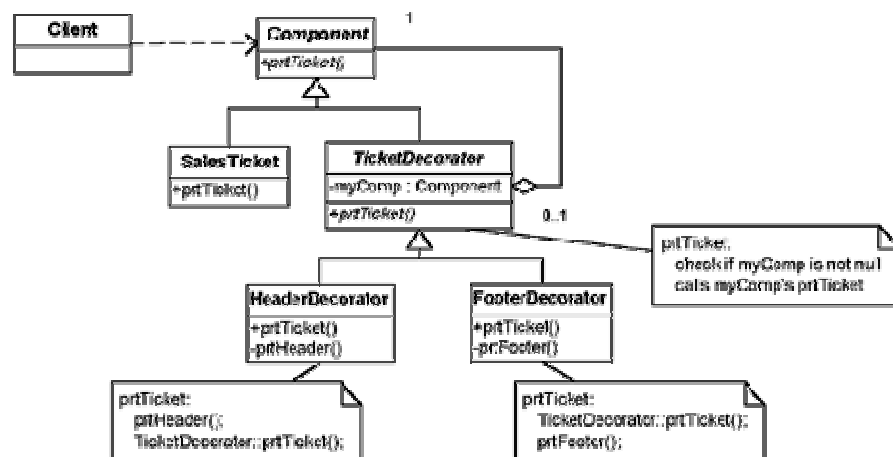 Client
Component
+prtTicket()
1
SalesTicket
+prtTicket()
TicketDecorator
-myComp : Component
+prtTicket()
0..1
prtTicket:
check if myComp is not null
calls myComp's prtTicket
HeaderDecorator
+prtTicket()
-prtHeader()
FooterDecorator
+prtTicket()
-prtFooter()
prtTicket:
prtHeader();
TicketDecorater::prtTicket();
prtTicket:
TicketDecorator::prtTicket();
prtFooter();